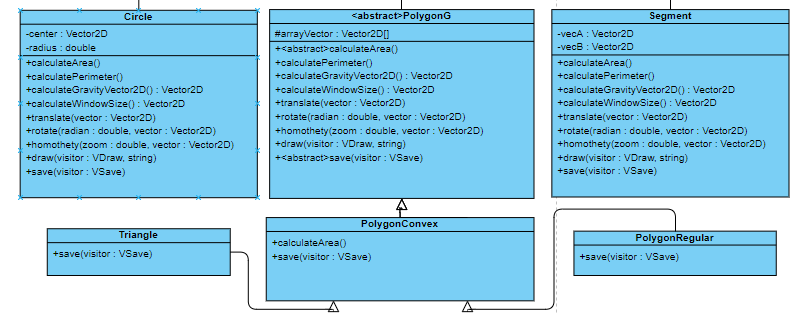 Circle
-center : Vector2D
-radius : double
+calculateArea()
+calculatePerimeter()
+calculateGravityVector2D() : Vector2D
+calculateWindowSize() : Vector2D
+translate(vector : Vector2D)
+rotate(radian : double, vector : Vector2D)
+homothety(zoom : double, vector : Vector2D)
+draw(visitor : VDraw, string)
+save(visitor : VSave)
<abstract>PolygonG
#arrayVector : Vector2D[]
+<abstract>calculateArea()
+calculatePerimeter()
+calculateGravityVector2D() : Vector2D
+calculateWindowSize() : Vector2D
+translate(vector : Vector2D)
+rotate(radian : double, vector : Vector2D)
+homothety(zoom : double, vector : Vector2D)
+draw(visitor : VDraw, string)
+<abstract>save(visitor : VSave)
Segment
-vecA : Vector2D
-vecB : Vector2D
+calculateArea()
+calculatePerimeter()
+calculateGravityVector2D() : Vector2D
+calculateWindowSize() : Vector2D
+translate(vector : Vector2D)
+rotate(radian : double, vector : Vector2D)
+homothety(zoom : double, vector : Vector2D)
+draw(visitor : VDraw, string)
+save(visitor : VSave)
Triangle
+save(visitor : VSave)
PolygonConvex
+calculateArea()
+save(visitor : VSave)
PolygonRegular
+save(visitor : VSave)